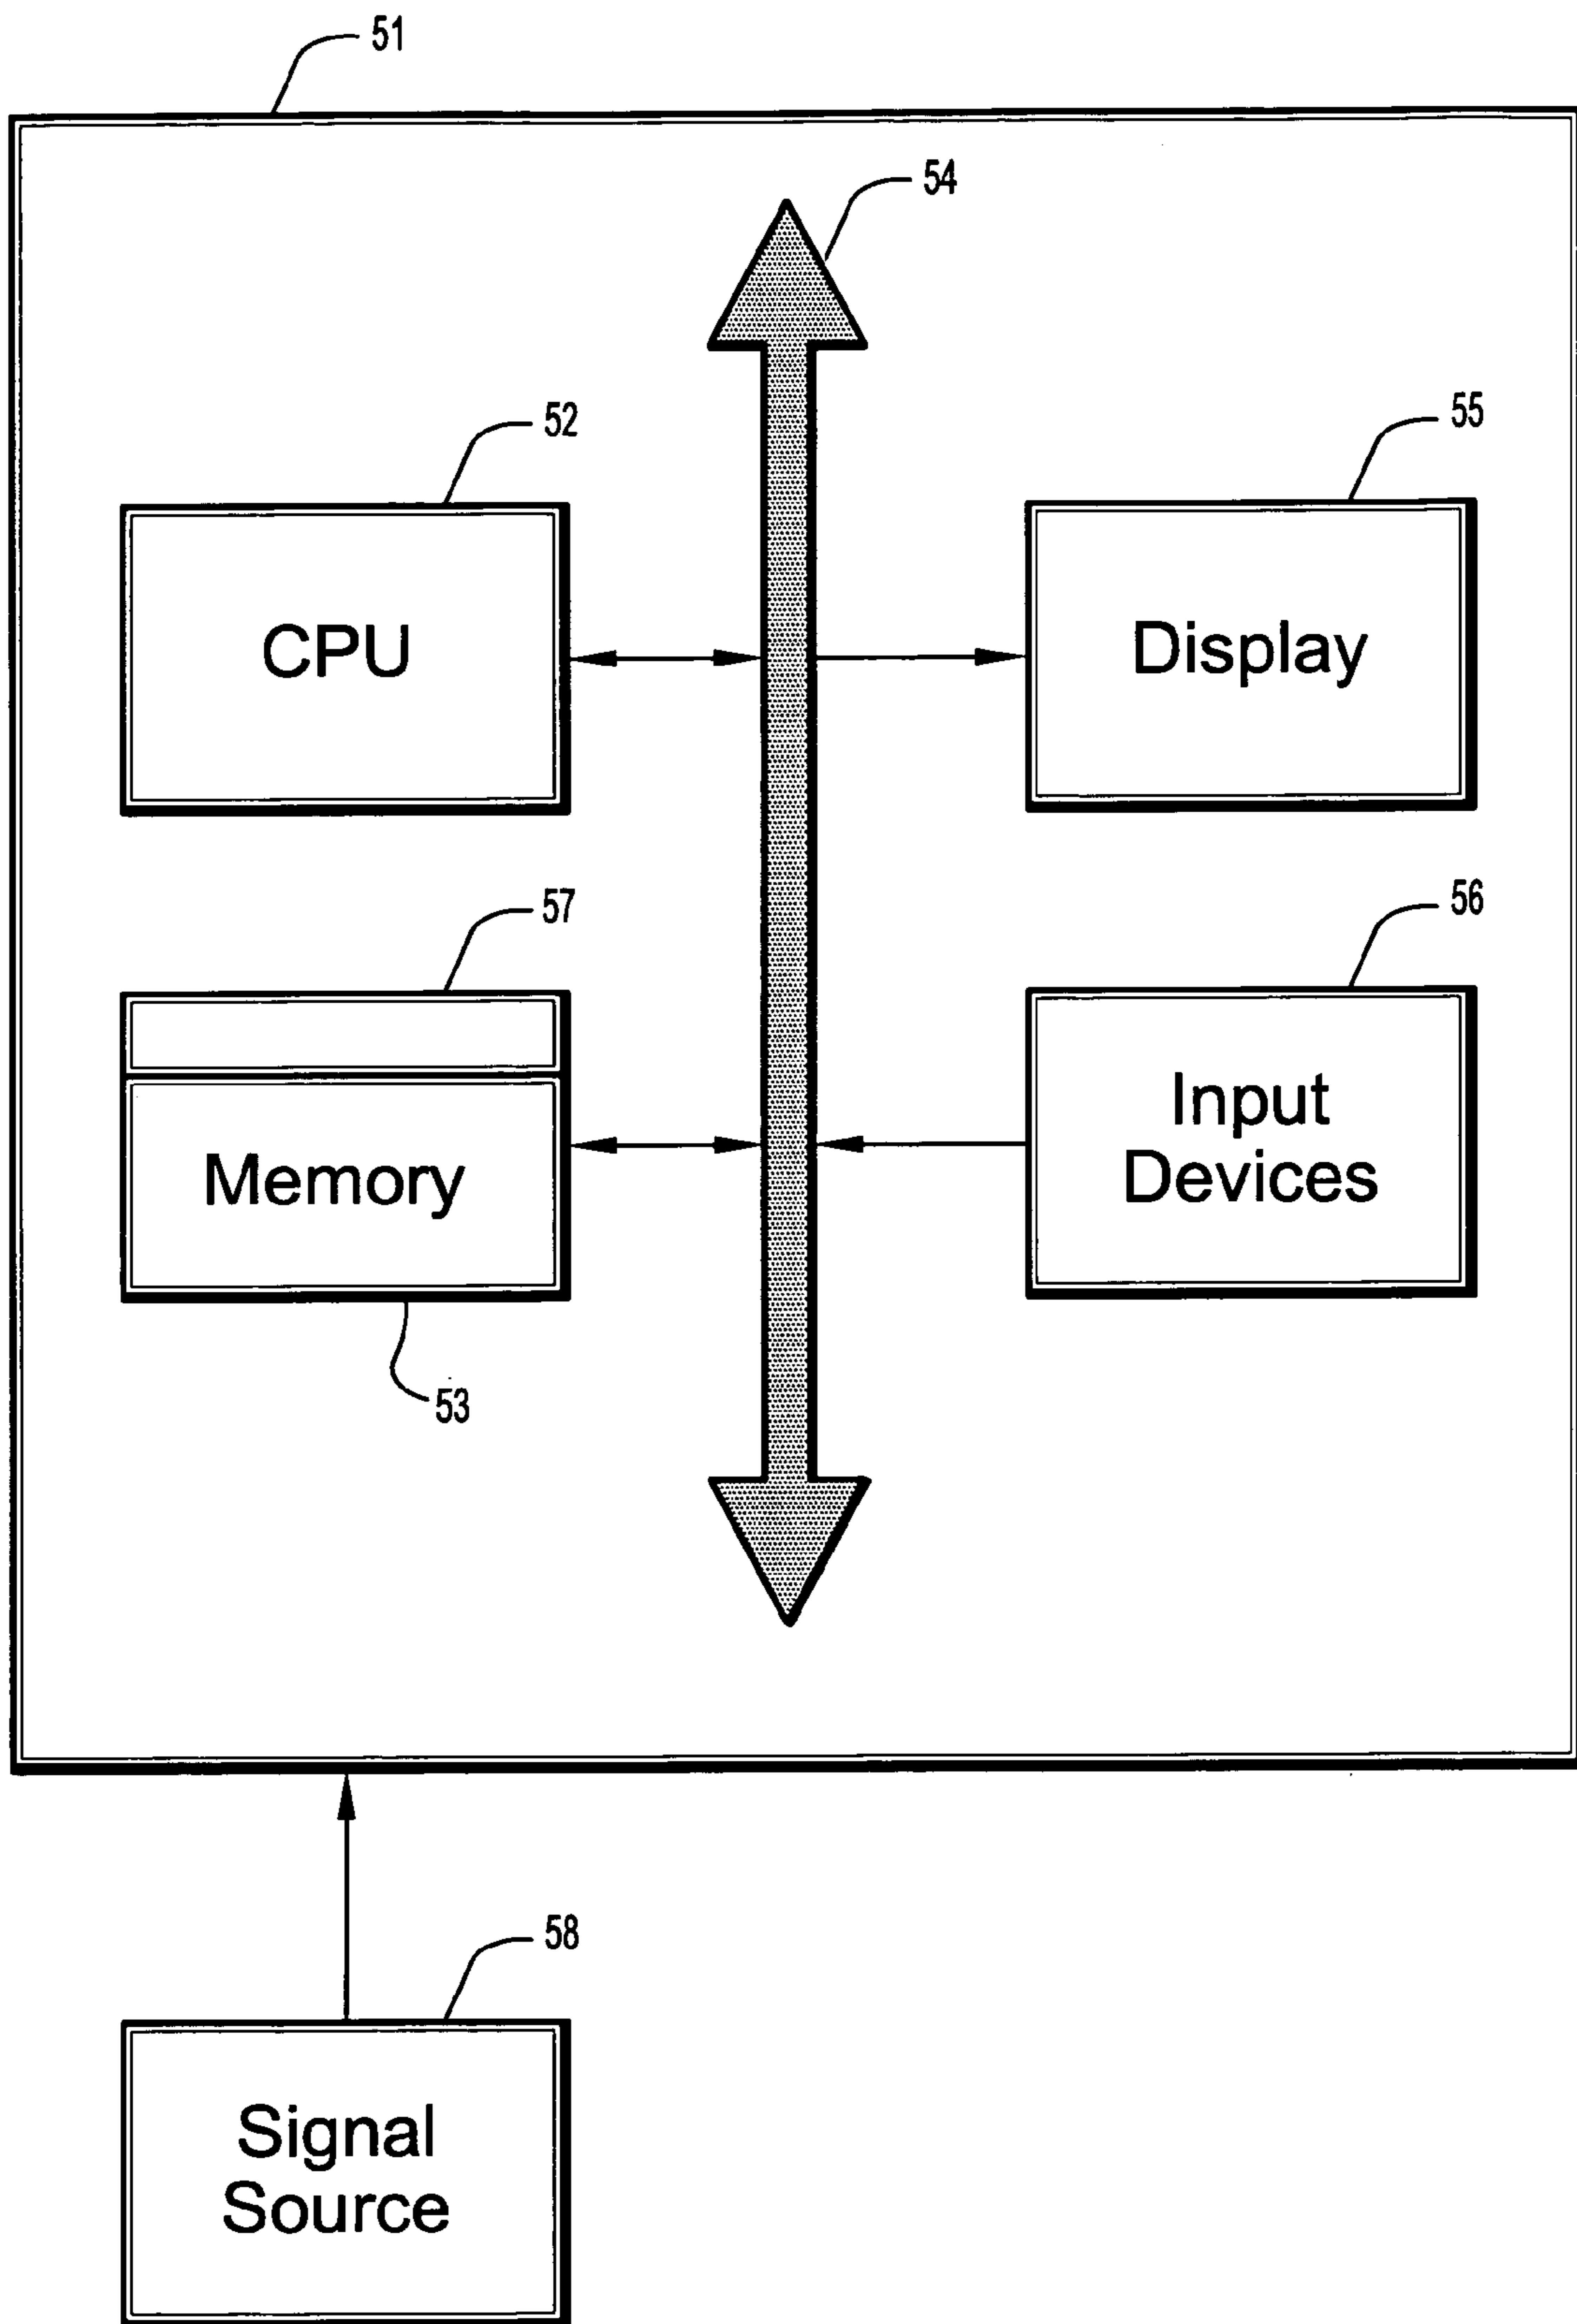 51
54
52
55
CPU
Display
57
56
Input
Devices
Memory
53
58
Signal
Source